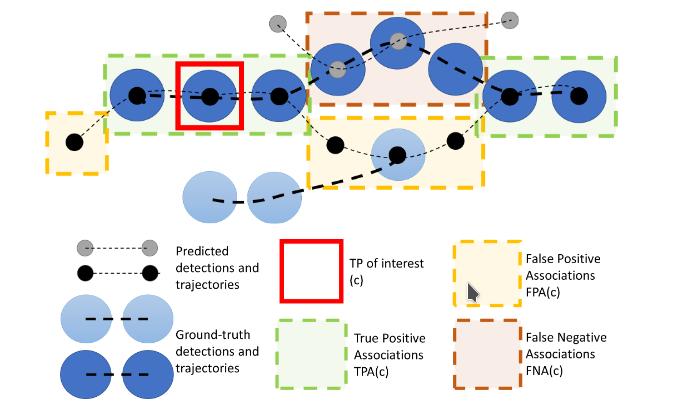 Predicted
detections and
trajectories
TP of interest
(c)
False Positive
Associations
FPA(c)
Ground-truth
detections and
trajectories
True Positive
Associations
TPA(c)
False Negative
Associations
FNA(c)